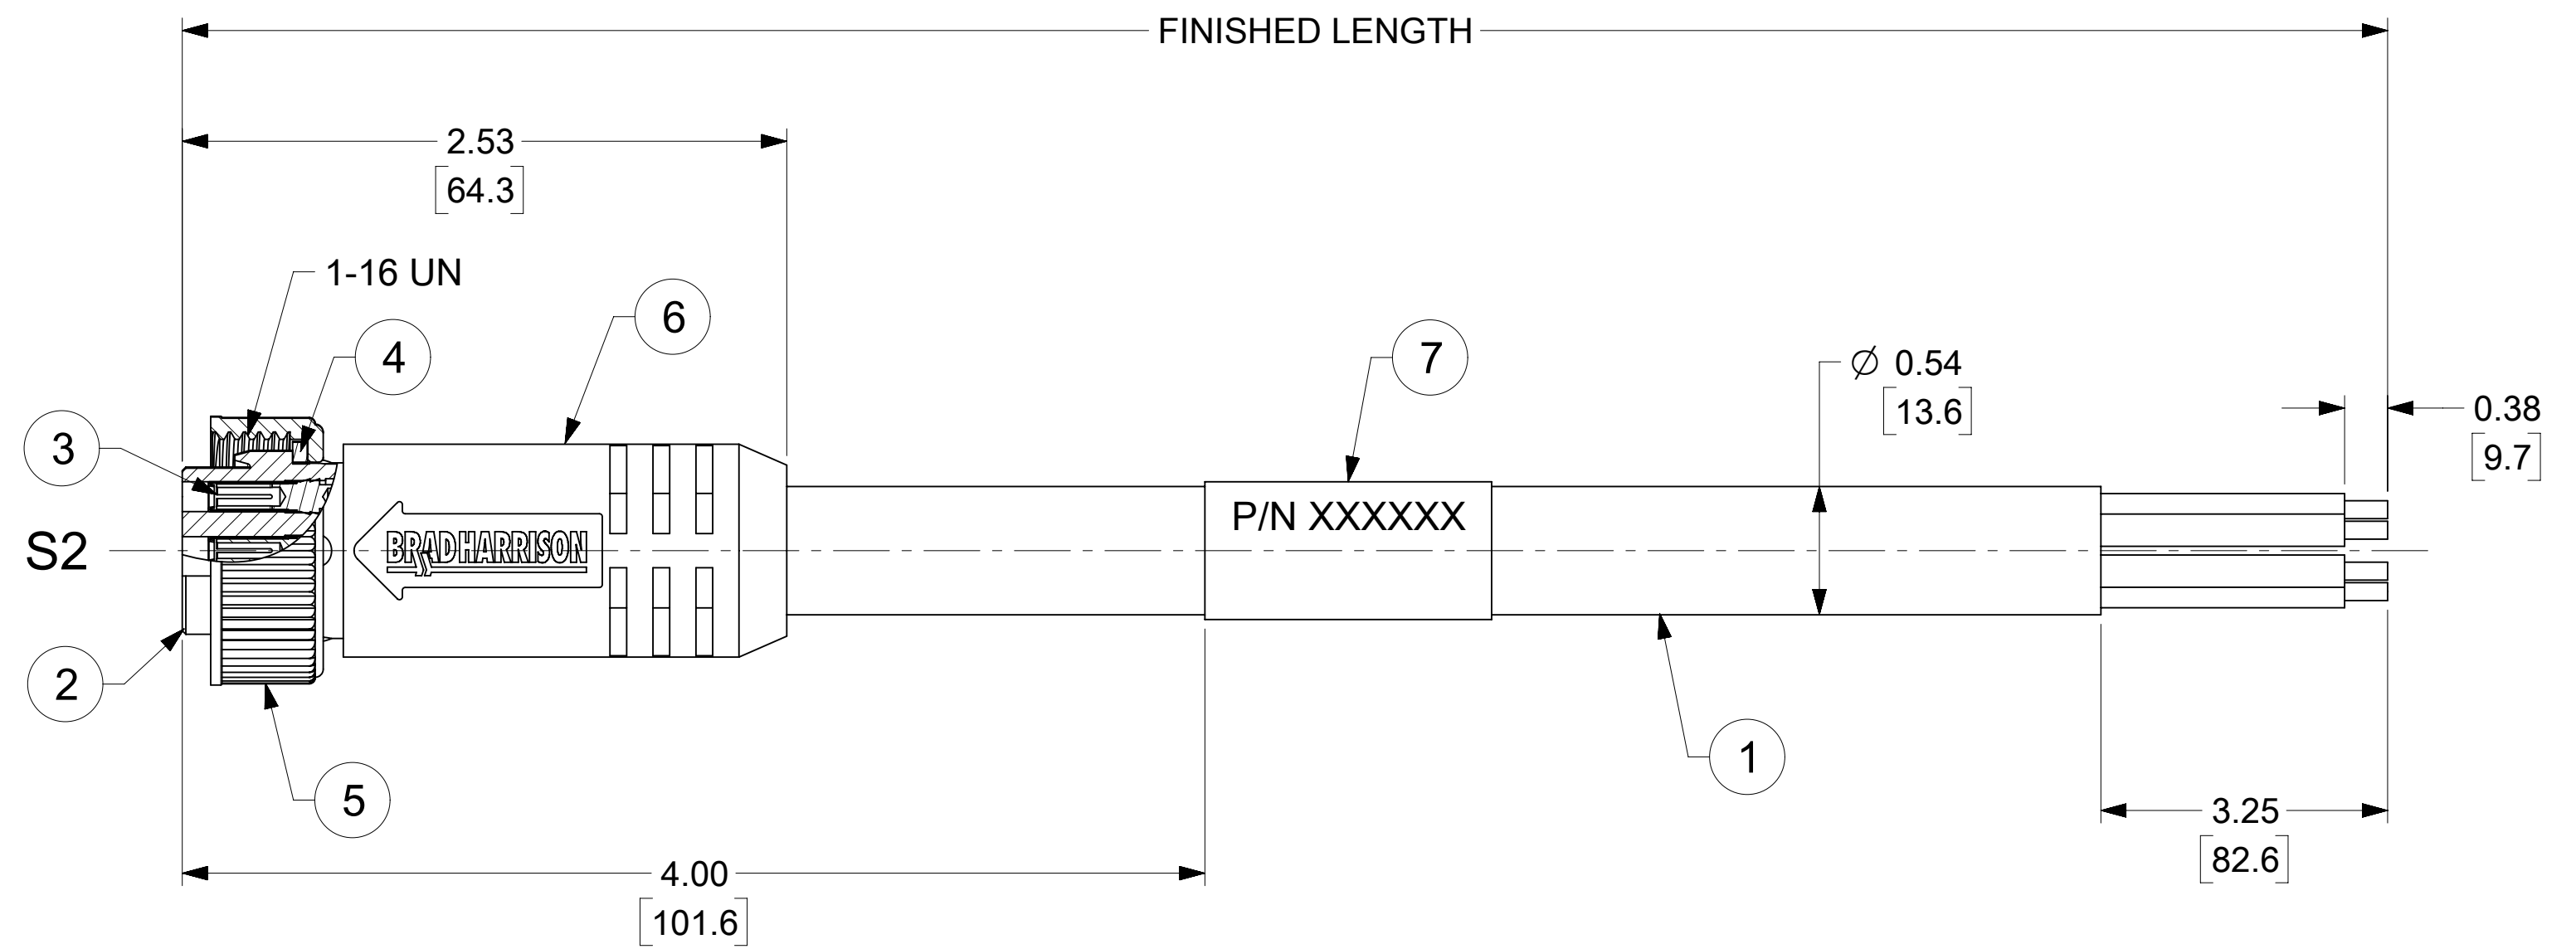 FINISHED LENGTH
2.53
[64.3]
1-16 UN
6
4
7
Ø 0.54
[13.6]
0.38
[9.7]
3
P/N XXXXXX
S2
BRADHARRISON
2
1
5
3.25
[82.6]
4.00
[101.6]